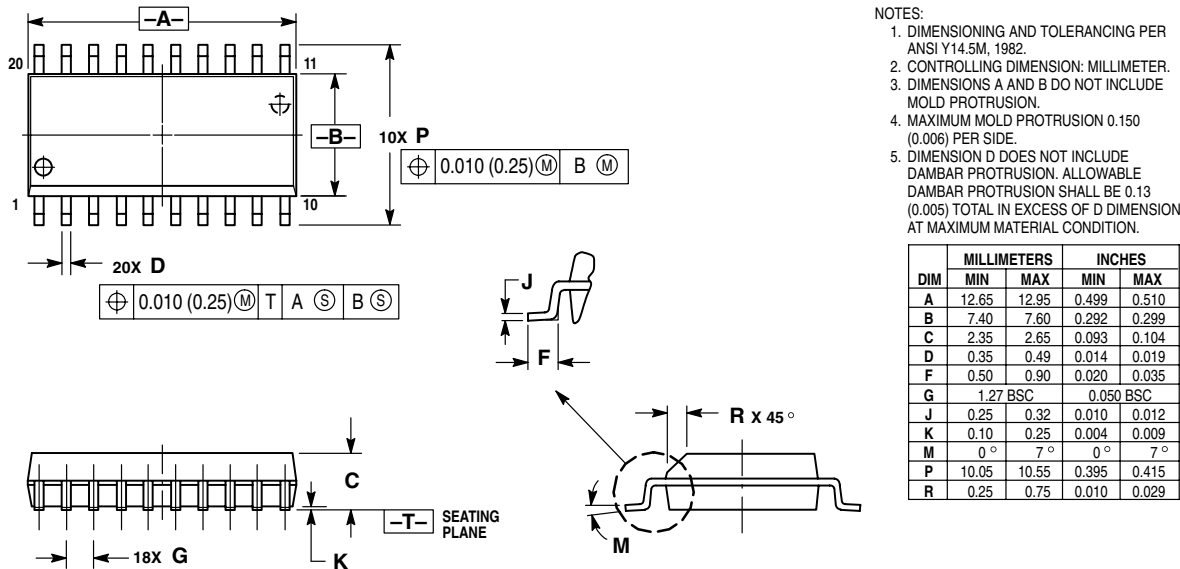 –A–
20
11
–B–
10X P
0.010 (0.25) Ⓜ B Ⓜ
1
10
20X D
0.010 (0.25) Ⓜ T A Ⓢ B Ⓢ
J
F
R X 45°
C
–T– SEATING
PLANE
M
18X G
K
NOTES:
1. DIMENSIONING AND TOLERANCING PER
ANSI Y14.5M, 1982.
2. CONTROLLING DIMENSION: MILLIMETER.
3. DIMENSIONS A AND B DO NOT INCLUDE
MOLD PROTRUSION.
4. MAXIMUM MOLD PROTRUSION 0.150
(0.006) PER SIDE.
5. DIMENSION D DOES NOT INCLUDE
DAMBAR PROTRUSION. ALLOWABLE
DAMBAR PROTRUSION SHALL BE 0.13
(0.005) TOTAL IN EXCESS OF D DIMENSION
AT MAXIMUM MATERIAL CONDITION.
MILLIMETERS INCHES
DIM MIN MAX MIN MAX
A 12.65 12.95 0.499 0.510
B 7.40 7.60 0.292 0.299
C 2.35 2.65 0.093 0.104
D 0.35 0.49 0.014 0.019
F 0.50 0.90 0.020 0.035
G 1.27 BSC 0.050 BSC
J 0.25 0.32 0.010 0.012
K 0.10 0.25 0.004 0.009
M 0° 7° 0° 7°
P 10.05 10.55 0.395 0.415
R 0.25 0.75 0.010 0.029